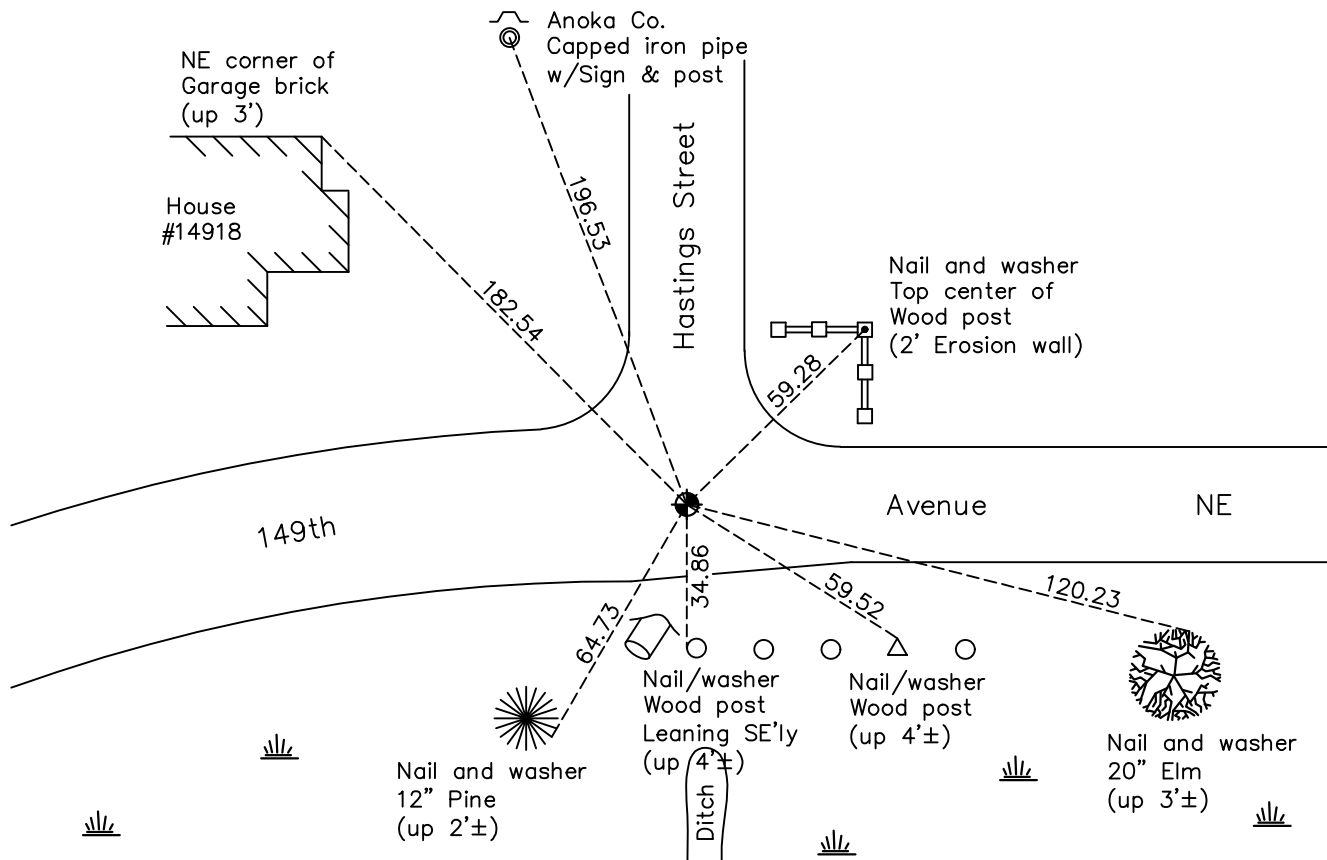 Anoka Co.
Capped iron pipe
w/Sign & post
NE corner of
Garage brick
(up 3')
House
#14918
196.53
182.54
Hastings Street
Nail and washer
Top center of
Wood post
(2' Erosion wall)
59.28
149th
Avenue
NE
34.86
59.52
120.23
64.73
Nail/washer
Wood post
Leaning SE'ly
(up 4'±)
Nail/washer
Wood post
(up 4'±)
Nail and washer
20" Elm
(up 3'±)
Nail and washer
12" Pine
(up 2'±)
Ditch